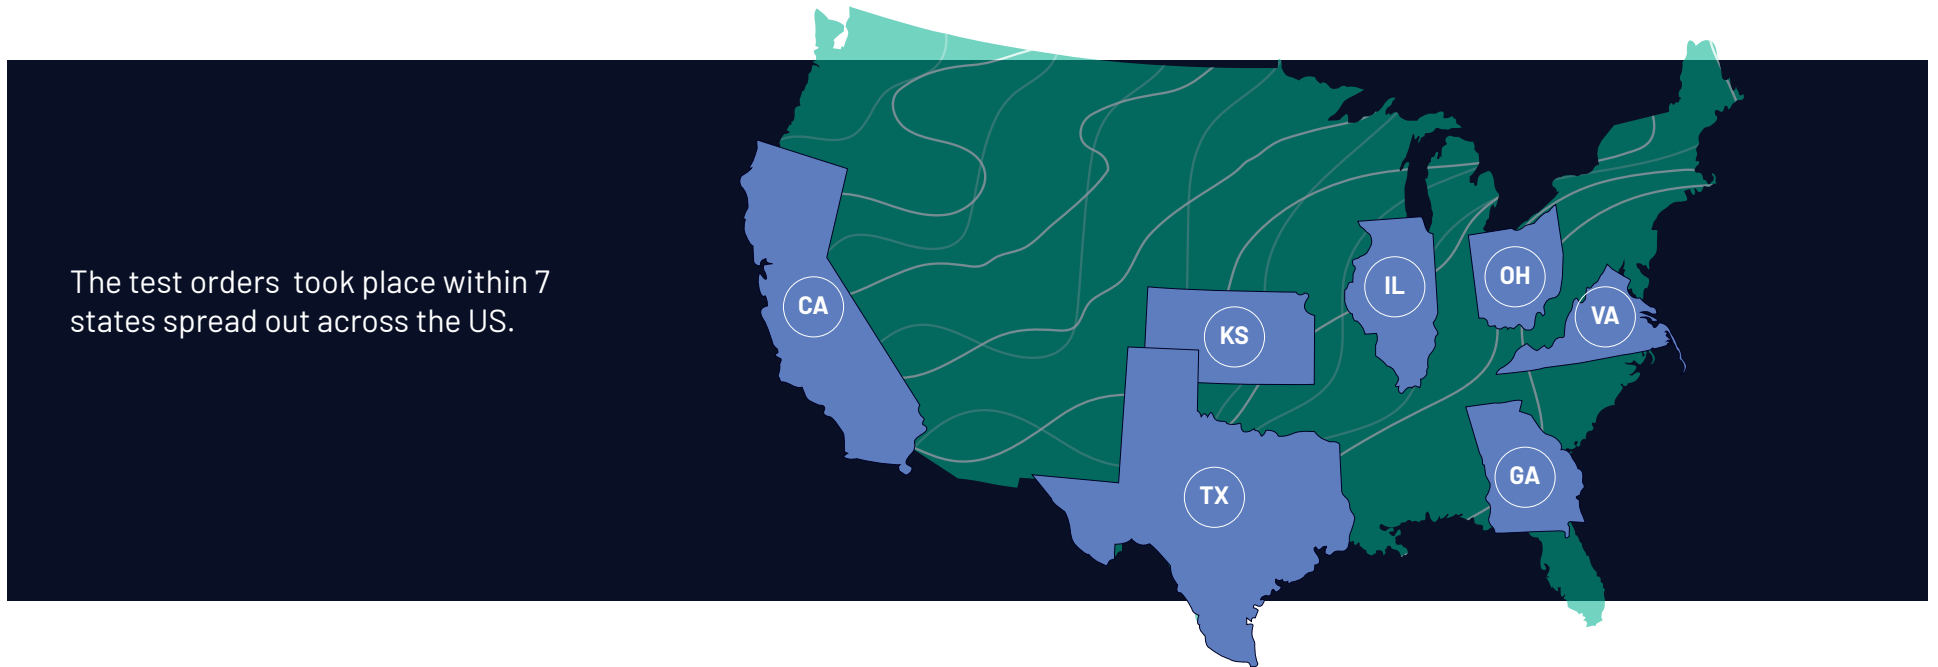 The test orders  took place within 7
states spread out across the US.
CA
KS
IL
OH
VA
TX
GA